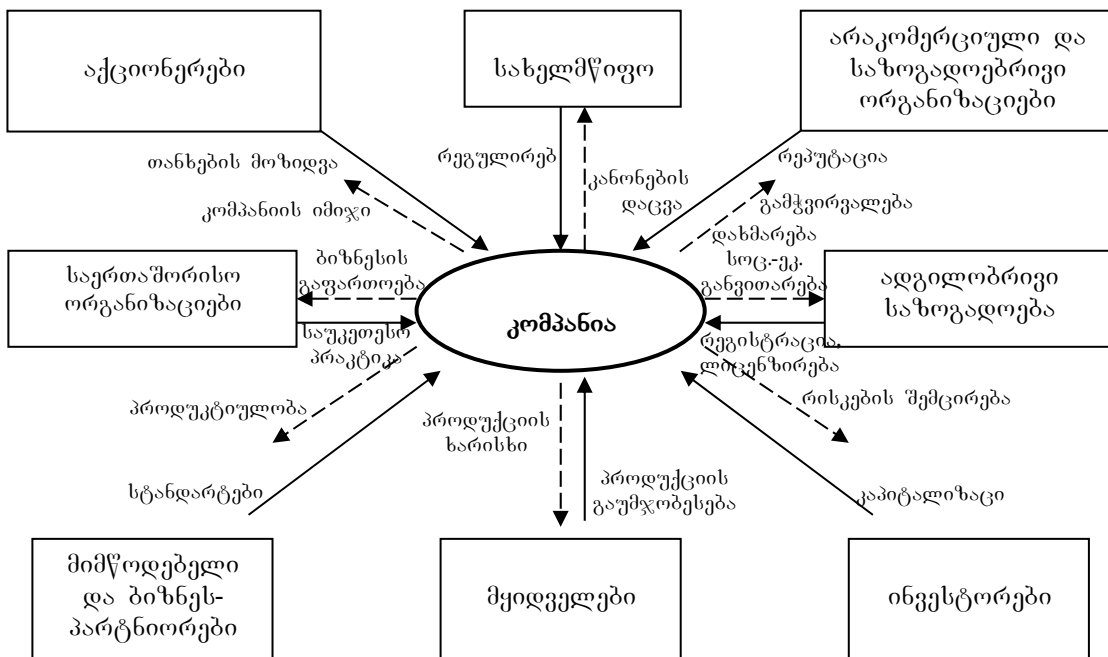 აქციონერები
სახელმწიფო
არაკომერციული და
საზოგადოებრივი
ორგანიზაციები
თანხების მოზიდვა
რეგულირებ
რეპუტაცია
კომპანიის იმიჯი
კანონების
დაცვა
გამჭვირვალება
საერთაშორისო
ორგანიზაციები
ბიზნესის
გაფართოება
დახმარება
სოც.-ეკ.
განვითარება
ადგილობრივი
საზოგადოება
კომპანია
საუკეთესო
პრაკტიკა
რეგისტრაცია,
ლიცენზირება
პროდუკტიულობა
პროდუქციის
ხარისხი
რისკების შემცირება
სტანდარტები
პროდუქციის
გაუმჯობესება
კაპიტალიზაცი
მიმწოდებელი
და ბიზნეს-
პარტნიორები
მყიდველები
ინვესტორები